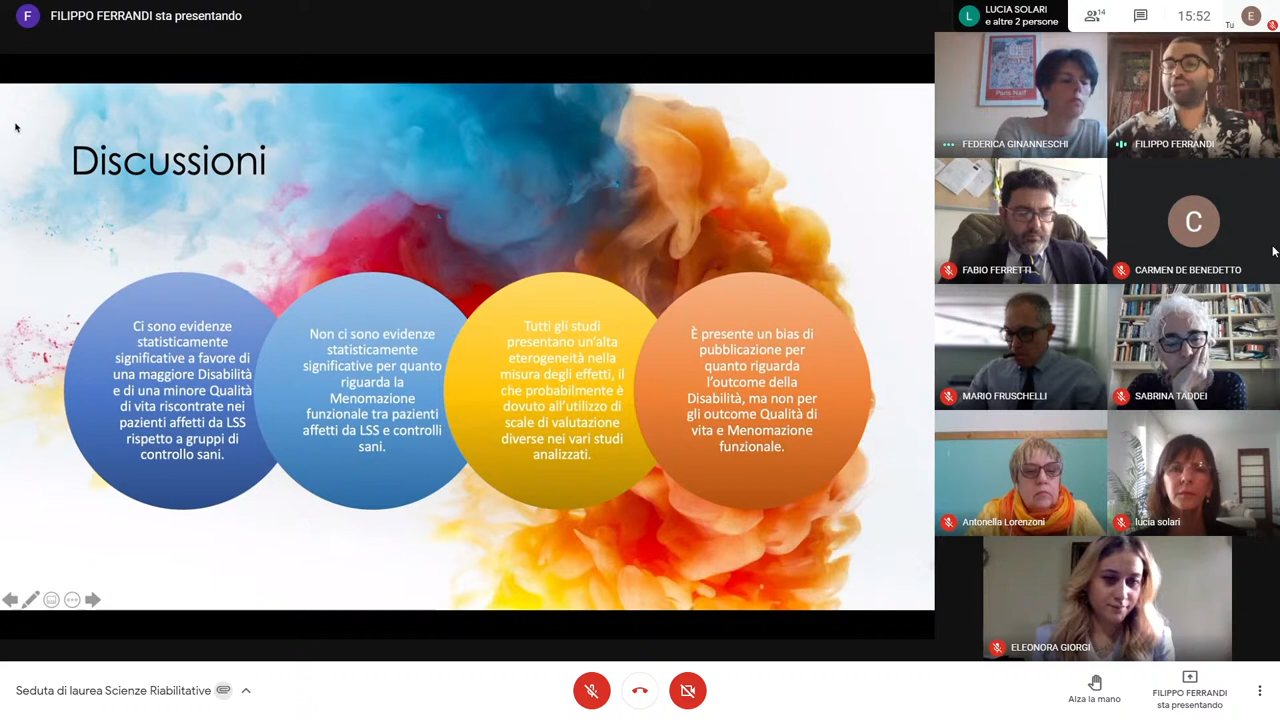 F FILIPPO FERRANDI sta presentando
L LUCIA SOLARI
e altre 2 persone
14
15:52
Tu
E
Discussioni
Ci sono evidenze
statisticamente
significative a favore di
una maggiore Disabilità
e di una minore Qualità
di vita riscontrate nei
pazienti affetti da LSS
rispetto a gruppi di
controllo sani.
Non ci sono evidenze
statisticamente
significative per quanto
riguarda la
Menomazione
funzionale tra pazienti
affetti da LSS e controlli
sani.
Tutti gli studi
presentano un'alta
eterogeneità nella
misura degli effetti, il
che probabilmente è
dovuto all'utilizzo di
scale di valutazione
diverse nei vari studi
analizzati.
È presente un bias di
pubblicazione per
quanto riguarda
l'outcome della
Disabilità, ma non per
gli outcome Qualità di
vita e Menomazione
funzionale.
Paris Naïf
FEDERICA GINANNESCHI
FILIPPO FERRANDI
FABIO FERRETTI
C
CARMEN DE BENEDETTO
MARIO FRUSCHELLI
SABRINA TADDEI
Antonella Lorenzoni
lucia solari
ELEONORA GIORGI
Seduta di laurea Scienze Riabilitative
Alza la mano
FILIPPO FERRANDI
sta presentando